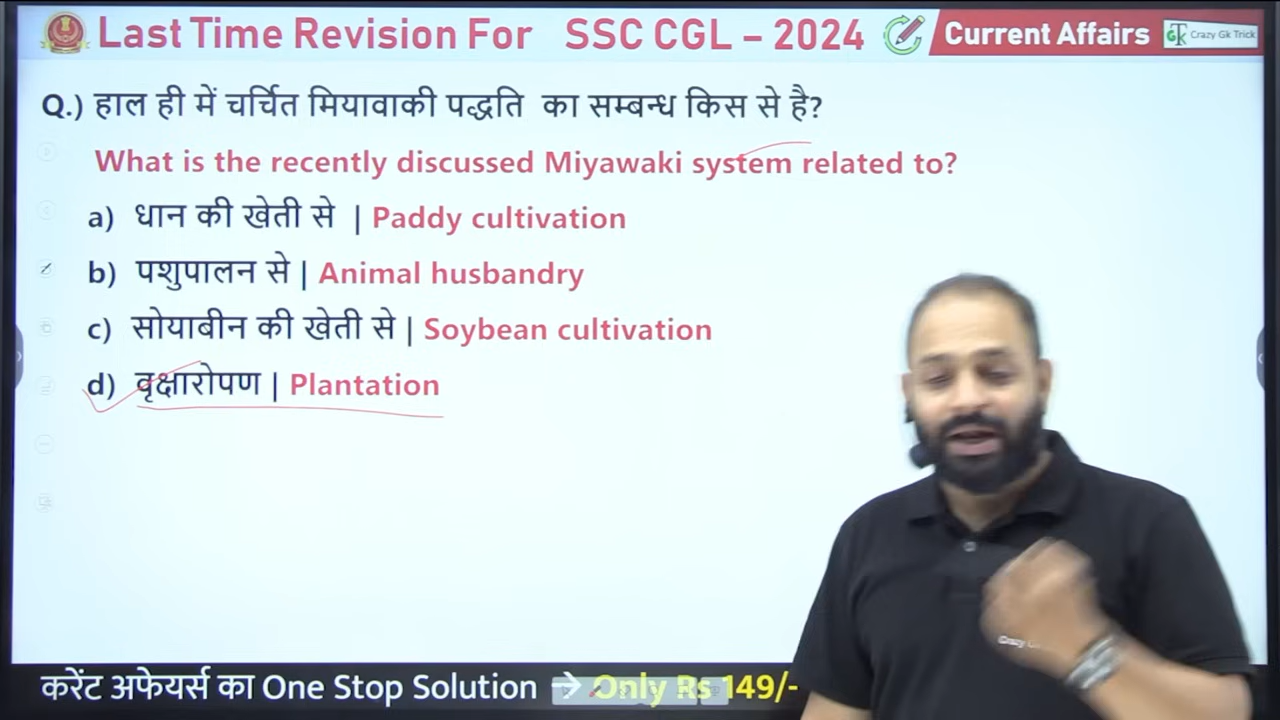 Last Time Revision For SSC CGL – 2024 Current Affairs Crazy Gk Trick
Q.) हाल ही में चर्चित मियावाकी पद्धति का सम्बन्ध किस से है?
What is the recently discussed Miyawaki system related to?
a) धान की खेती से | Paddy cultivation
b) पशुपालन से | Animal husbandry
c) सोयाबीन की खेती से | Soybean cultivation
d) वृक्षारोपण | Plantation
करेंट अफेयर्स का One Stop Solution → Only Rs 149/-